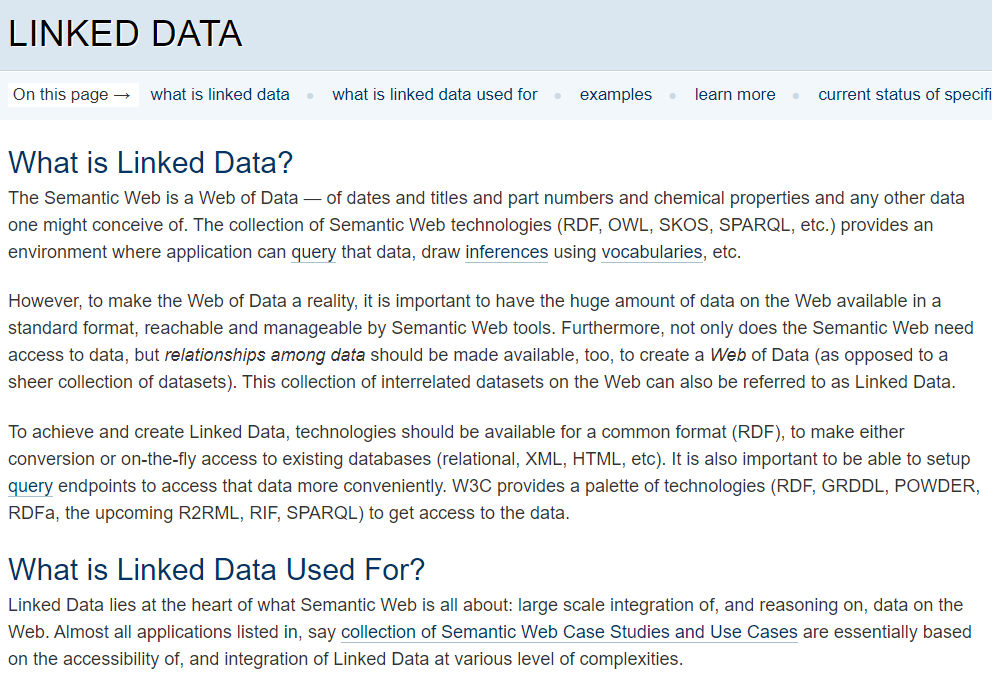 LINKED DATA
On this page → what is linked data • what is linked data used for • examples • learn more • current status of specifi
What is Linked Data?
The Semantic Web is a Web of Data — of dates and titles and part numbers and chemical properties and any other data
one might conceive of. The collection of Semantic Web technologies (RDF, OWL, SKOS, SPARQL, etc.) provides an
environment where application can query that data, draw inferences using vocabularies, etc.
However, to make the Web of Data a reality, it is important to have the huge amount of data on the Web available in a
standard format, reachable and manageable by Semantic Web tools. Furthermore, not only does the Semantic Web need
access to data, but relationships among data should be made available, too, to create a Web of Data (as opposed to a
sheer collection of datasets). This collection of interrelated datasets on the Web can also be referred to as Linked Data.
To achieve and create Linked Data, technologies should be available for a common format (RDF), to make either
conversion or on-the-fly access to existing databases (relational, XML, HTML, etc). It is also important to be able to setup
query endpoints to access that data more conveniently. W3C provides a palette of technologies (RDF, GRDDL, POWDER,
RDFa, the upcoming R2RML, RIF, SPARQL) to get access to the data.
What is Linked Data Used For?
Linked Data lies at the heart of what Semantic Web is all about: large scale integration of, and reasoning on, data on the
Web. Almost all applications listed in, say collection of Semantic Web Case Studies and Use Cases are essentially based
on the accessibility of, and integration of Linked Data at various level of complexities.